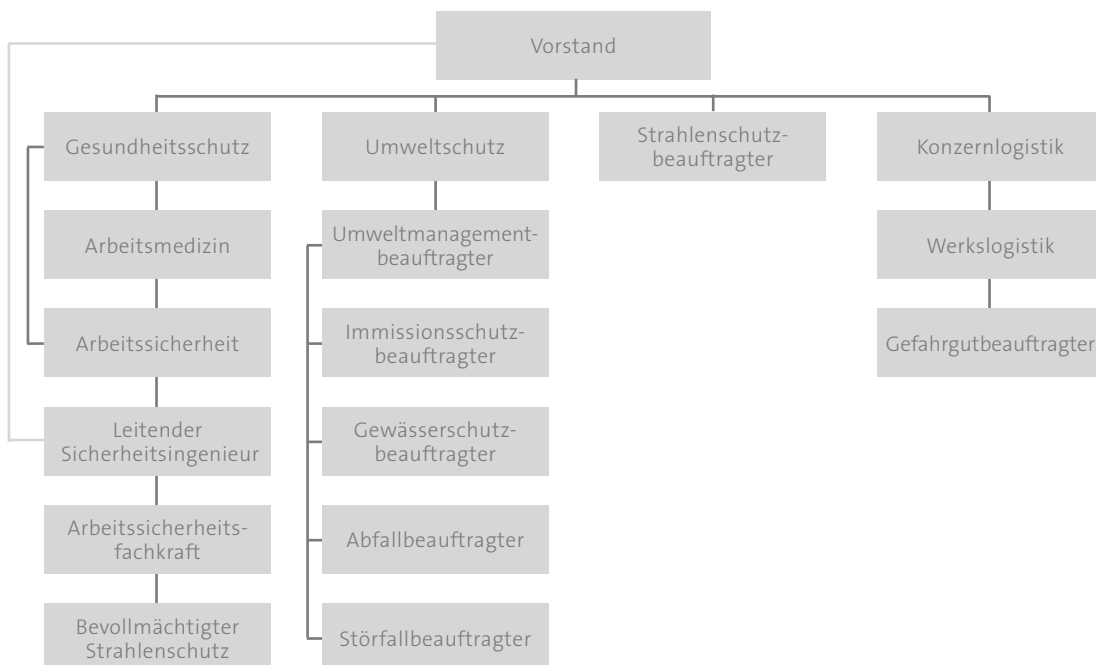 Vorstand
Gesundheitsschutz
Umweltschutz
Strahlenschutz-
beauftragter
Konzernlogistik
Arbeitsmedizin
Umweltmanagement-
beauftragter
Werkslogistik
Arbeitssicherheit
Immissionsschutz-
beauftragter
Gefahrgutbeauftragter
Leitender
Sicherheitsingenieur
Gewässerschutz-
beauftragter
Arbeitssicherheits-
fachkraft
Abfallbeauftragter
Bevollmächtigter
Strahlenschutz
Störfallbeauftragter